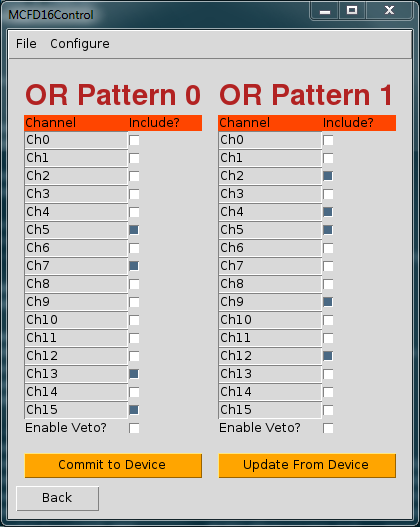 MCFD16Control
File Configure
OR Pattern 0 OR Pattern 1
Channel Include? Channel Include?
Ch0 Ch0
Ch1 Ch1
Ch2 Ch2
Ch3 Ch3
Ch4 Ch4
Ch5 Ch5
Ch6 Ch6
Ch7 Ch7
Ch8 Ch8
Ch9 Ch9
Ch10 Ch10
Ch11 Ch11
Ch12 Ch12
Ch13 Ch13
Ch14 Ch14
Ch15 Ch15
Enable Veto? Enable Veto?
Commit to Device Update From Device
Back